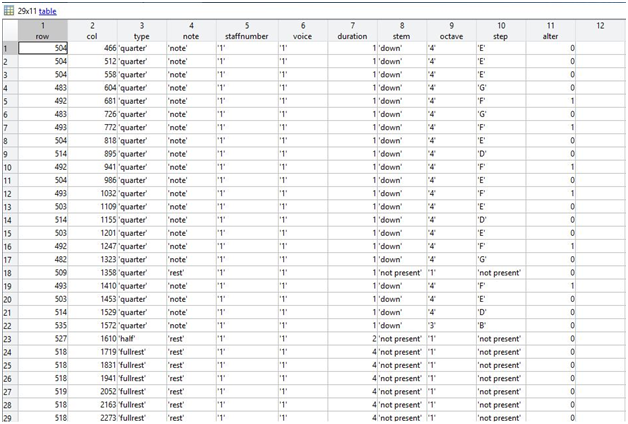 29x11 table
1 2 3 4 5 6 7 8 9 10 11 12
row col type note staffnumber voice duration stem octave step alter
1 504 466 'quarter' 'note' '1' '1' 1 'down' '4' 'E' 0
2 504 512 'quarter' 'note' '1' '1' 1 'down' '4' 'E' 0
3 504 558 'quarter' 'note' '1' '1' 1 'down' '4' 'E' 0
4 483 604 'quarter' 'note' '1' '1' 1 'down' '4' 'G' 0
5 492 681 'quarter' 'note' '1' '1' 1 'down' '4' 'F' 1
6 483 726 'quarter' 'note' '1' '1' 1 'down' '4' 'G' 0
7 493 772 'quarter' 'note' '1' '1' 1 'down' '4' 'F' 1
8 504 818 'quarter' 'note' '1' '1' 1 'down' '4' 'E' 0
9 514 895 'quarter' 'note' '1' '1' 1 'down' '4' 'D' 0
10 492 941 'quarter' 'note' '1' '1' 1 'down' '4' 'F' 1
11 504 986 'quarter' 'note' '1' '1' 1 'down' '4' 'E' 0
12 493 1032 'quarter' 'note' '1' '1' 1 'down' '4' 'F' 1
13 503 1109 'quarter' 'note' '1' '1' 1 'down' '4' 'E' 0
14 514 1155 'quarter' 'note' '1' '1' 1 'down' '4' 'D' 0
15 503 1201 'quarter' 'note' '1' '1' 1 'down' '4' 'E' 0
16 492 1247 'quarter' 'note' '1' '1' 1 'down' '4' 'F' 1
17 482 1323 'quarter' 'note' '1' '1' 1 'down' '4' 'G' 0
18 509 1358 'quarter' 'rest' '1' '1' 1 'not present' '1' 'not present' 0
19 493 1410 'quarter' 'note' '1' '1' 1 'down' '4' 'F' 1
20 503 1453 'quarter' 'note' '1' '1' 1 'down' '4' 'E' 0
21 514 1529 'quarter' 'note' '1' '1' 1 'down' '4' 'D' 0
22 535 1572 'quarter' 'note' '1' '1' 1 'down' '3' 'B' 0
23 527 1610 'half' 'rest' '1' '1' 2 'not present' '1' 'not present' 0
24 518 1719 'fullrest' 'rest' '1' '1' 4 'not present' '1' 'not present' 0
25 518 1831 'fullrest' 'rest' '1' '1' 4 'not present' '1' 'not present' 0
26 518 1941 'fullrest' 'rest' '1' '1' 4 'not present' '1' 'not present' 0
27 519 2052 'fullrest' 'rest' '1' '1' 4 'not present' '1' 'not present' 0
28 518 2163 'fullrest' 'rest' '1' '1' 4 'not present' '1' 'not present' 0
29 518 2273 'fullrest' 'rest' '1' '1' 4 'not present' '1' 'not present' 0